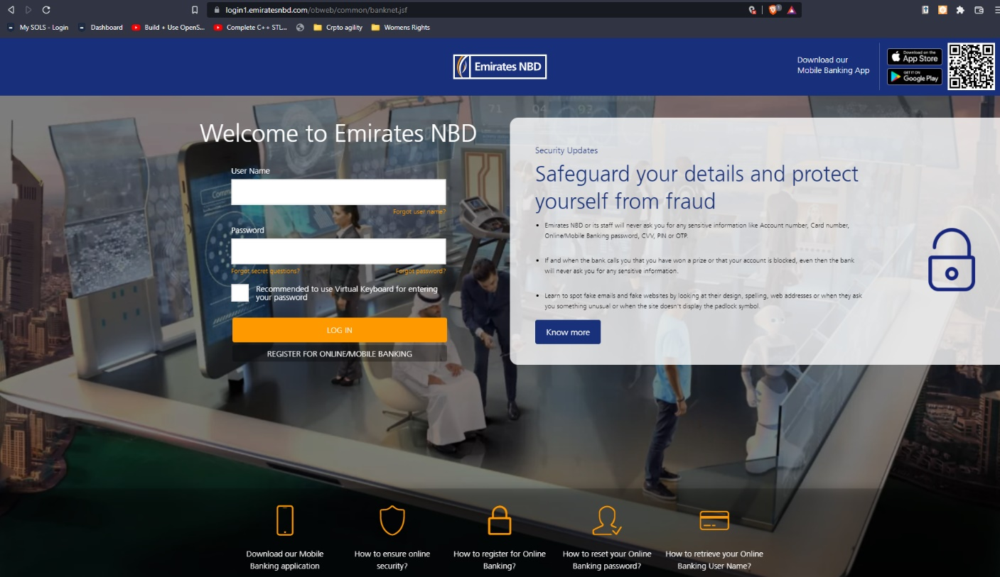 login1.emiratesnbd.com/obweb/common/banknet.jsf
1
My SOLS - Login
Dashboard
Build + Use OpenS...
Complete C++ STL...
Crpto agility
Womens Rights
Emirates NBD
Download our
Mobile Banking App
Download on the
App Store
GET IT ON
Google Play
71 04 93
Welcome to Emirates NBD
User Name
Forgot user name?
Password
Forgot secret questions?
Forgot password?
Recommended to use Virtual Keyboard for entering
your password
LOG IN
REGISTER FOR ONLINE/MOBILE BANKING
Security Updates
Safeguard your details and protect
yourself from fraud
• Emirates NBD or its staff will never ask you for any sensitive information like Account number, Card number,
Online/Mobile Banking password, CVV, PIN or OTP.
• If and when the bank calls you that you have won a prize or that your account is blocked, even then the bank
will never ask you for any sensitive information.
• Learn to spot fake emails and fake websites by looking at their design, spelling, web addresses or when they ask
you something unusual or when the site doesn't display the padlock symbol.
Know more
Download our Mobile
Banking application
How to ensure online
security?
How to register for Online
Banking?
How to reset your Online
Banking password?
How to retrieve your Online
Banking User Name?